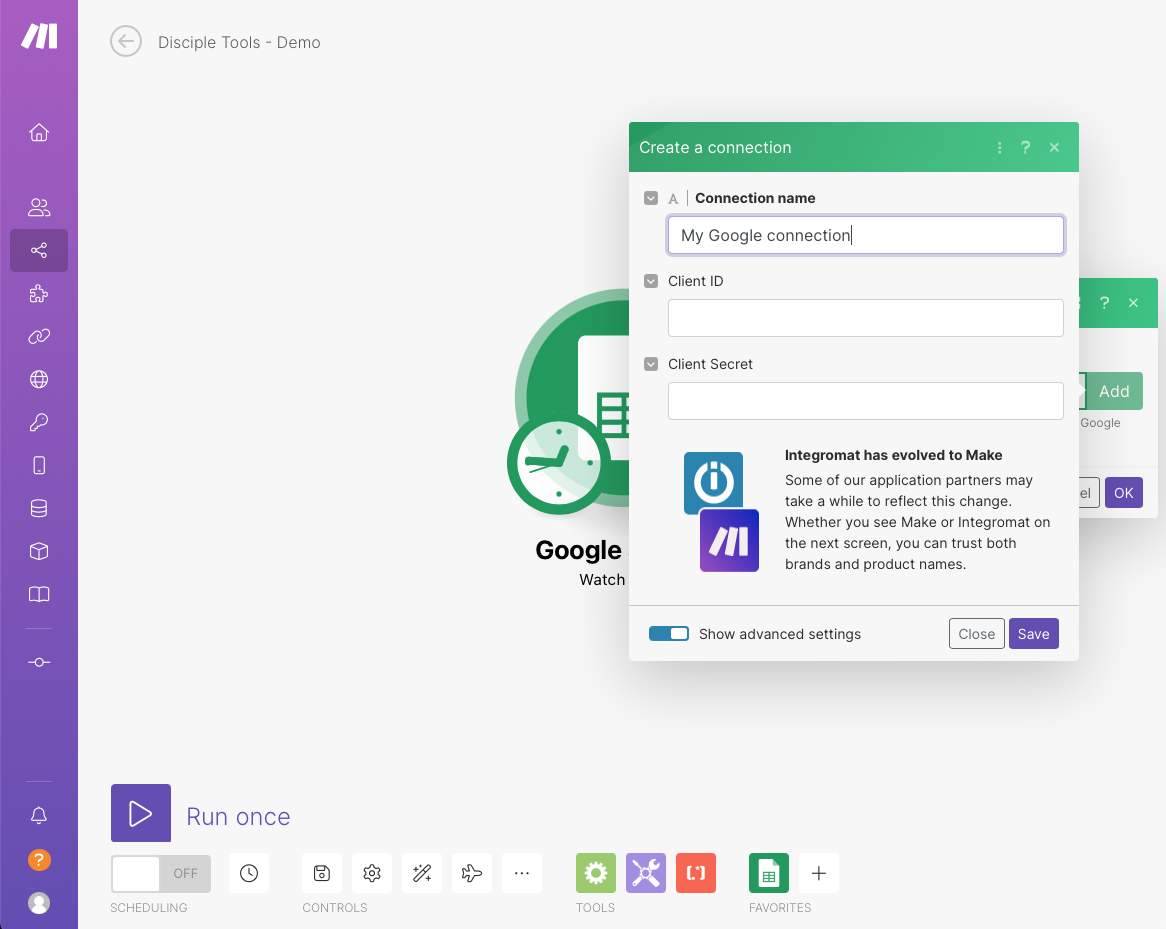 Disciple Tools - Demo
Create a connection
?
A
Connection name
My Google connection
Client ID
Client Secret
Integromat has evolved to Make
Some of our application partners may
take a while to reflect this change.
Whether you see Make or Integromat on
the next screen, you can trust both
brands and product names.
Show advanced settings
Close
Save
?
Add
Google
el
OK
Google
Watch
Run once
OFF
SCHEDULING
CONTROLS
TOOLS
FAVORITES
?